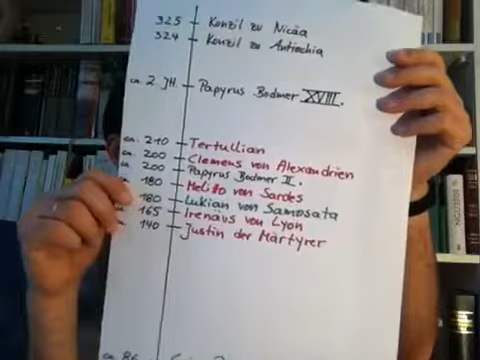 325 Konzil zu Nicäa
324 Konzil zu Antiochia
ca. 2. JH. Papyrus Bodmer XVIII.
ca. 210 Tertullian
ca. 200 Clemens von Alexandrien
ca. 200 Papyrus Bodmer II.
ca. 180 Melito von Sardes
180 Lukian von Samosata
165 Irenäus von Lyon
140 Justin der Märtyrer
ca. 86